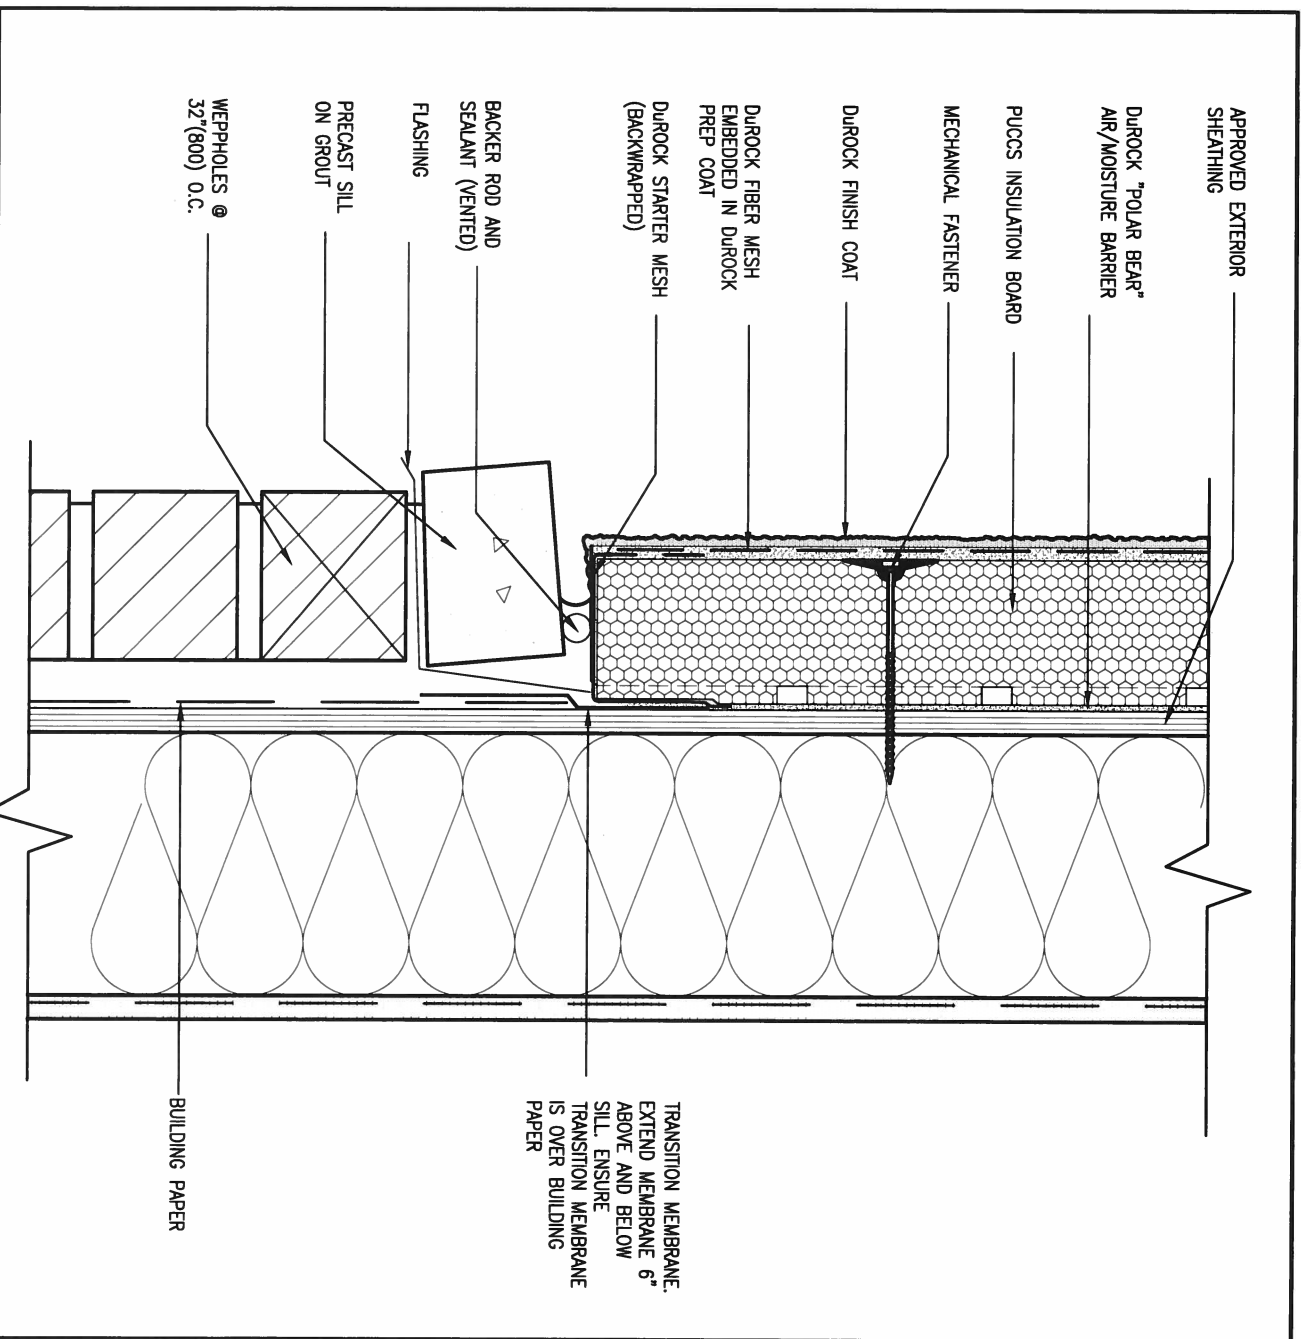 APPROVED EXTERIOR
SHEATHING
DuROCK "POLAR BEAR"
AIR/MOISTURE BARRIER
PUCCS INSULATION BOARD
MECHANICAL FASTENER
DuROCK FINISH COAT
DuROCK FIBER MESH
EMBEDDED IN DuROCK
PREP COAT
DuROCK STARTER MESH
(BACKWRAPPED)
BACKER ROD AND
SEALANT (VENTED)
FLASHING
PRECAST SILL
ON GROUT
WEPPHOLES @
32"(800) O.C.
TRANSITION MEMBRANE.
EXTEND MEMBRANE 6"
ABOVE AND BELOW
SILL. ENSURE
TRANSITION MEMBRANE
IS OVER BUILDING
PAPER
BUILDING PAPER